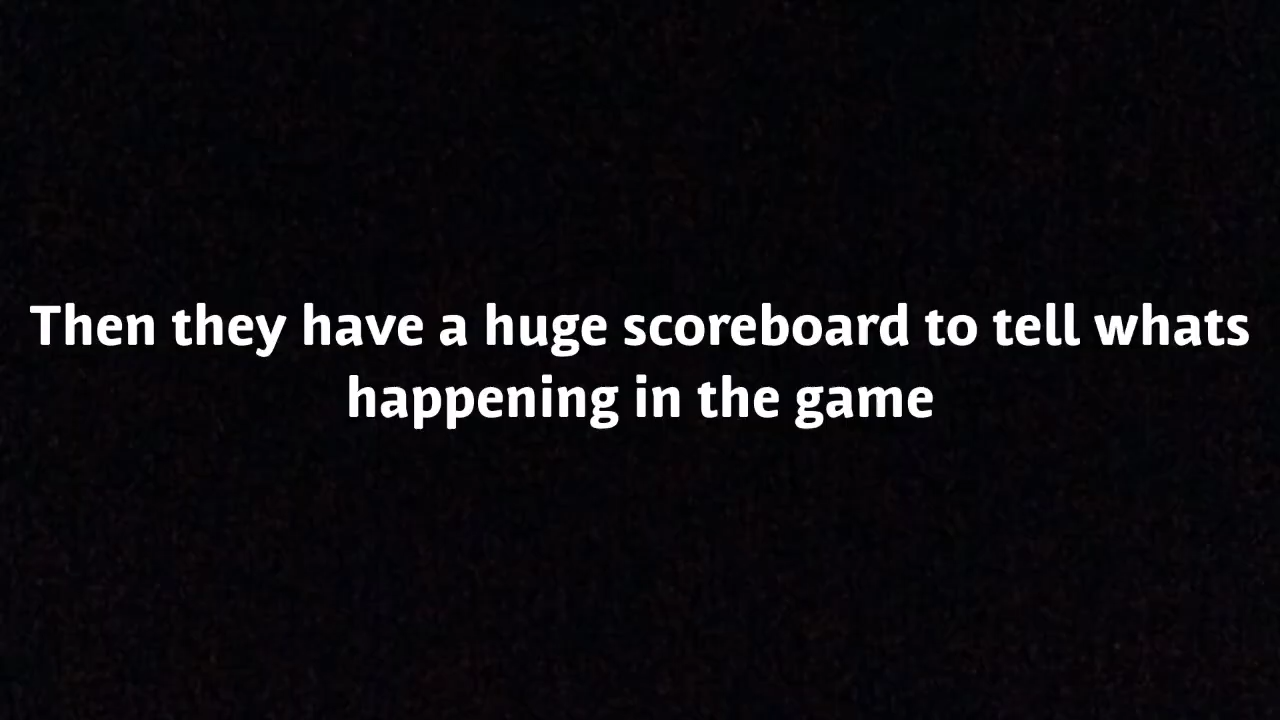 Then they have a huge scoreboard to tell whats
happening in the game